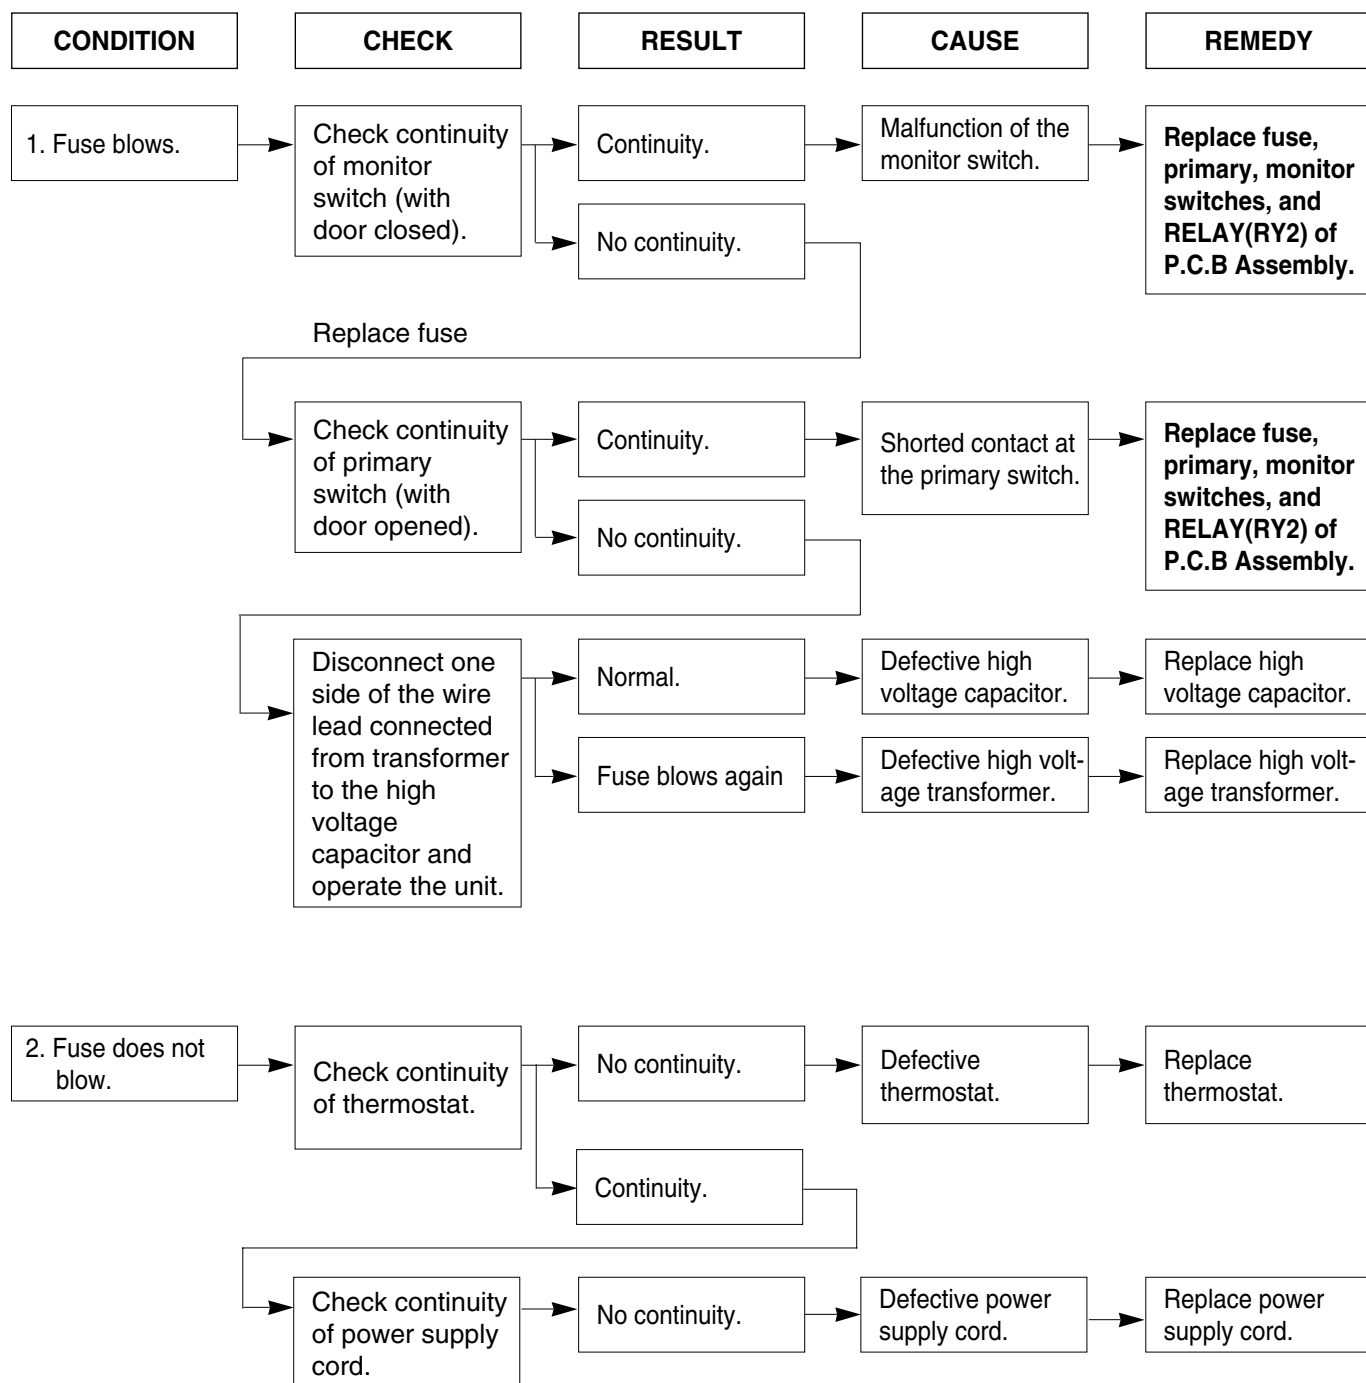 CONDITION
CHECK
RESULT
CAUSE
REMEDY
1. Fuse blows.
Check continuity
of monitor
switch (with
door closed).
Continuity.
Malfunction of the
monitor switch.
Replace fuse,
primary, monitor
switches, and
RELAY(RY2) of
P.C.B Assembly.
No continuity.
Replace fuse
Check continuity
of primary
switch (with
door opened).
Continuity.
Shorted contact at
the primary switch.
Replace fuse,
primary, monitor
switches, and
RELAY(RY2) of
P.C.B Assembly.
No continuity.
Disconnect one
side of the wire
lead connected
from transformer
to the high
voltage
capacitor and
operate the unit.
Normal.
Defective high
voltage capacitor.
Replace high
voltage capacitor.
Fuse blows again
Defective high volt-
age transformer.
Replace high volt-
age transformer.
2. Fuse does not
blow.
Check continuity
of thermostat.
No continuity.
Defective
thermostat.
Replace
thermostat.
Continuity.
Check continuity
of power supply
cord.
No continuity.
Defective power
supply cord.
Replace power
supply cord.